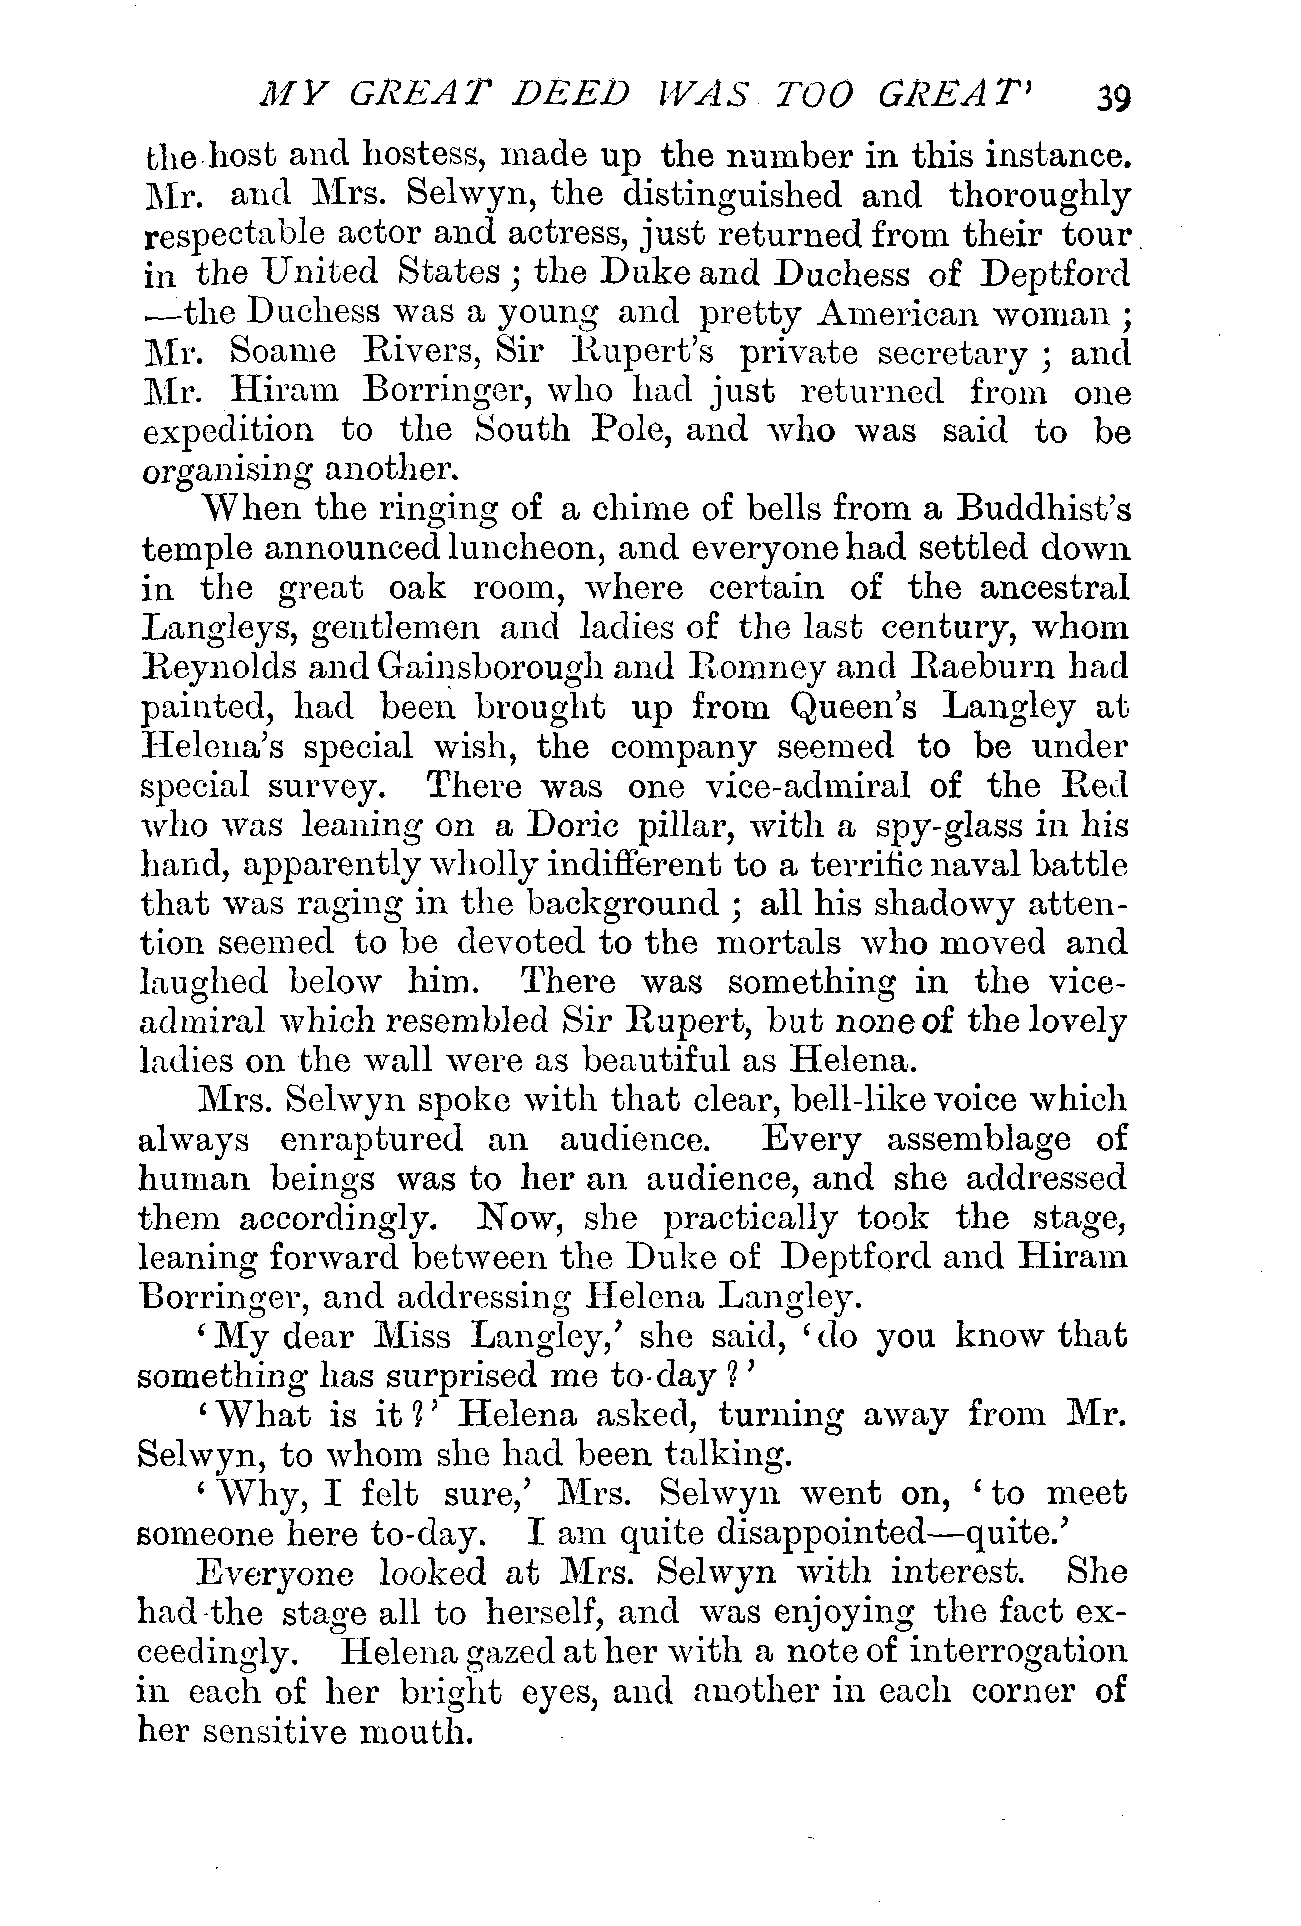 MY GREAT DEED WAS TOO GREAT' 39
the host and hostess, made up the number in this instance.
Mr. and Mrs. Selwyn, the distinguished and thoroughly
respectable actor and actress, just returned from their tour
in the United States ; the Duke and Duchess of Deptford
—the Duchess was a young and pretty American woman ;
Mr. Soame Rivers, Sir Rupert's private secretary ; and
Mr. Hiram Borringer, who had just returned from one
expedition to the South Pole, and who was said to be
organising another.
When the ringing of a chime of bells from a Buddhist's
temple announced luncheon, and everyone had settled down
in the great oak room, where certain of the ancestral
Langleys, gentlemen and ladies of the last century, whom
Reynolds and Gainsborough and Romney and Raeburn had
painted, had been brought up from Queen's Langley at
Helena's special wish, the company seemed to be under
special survey. There was one vice-admiral of the Red
who was leaning on a Doric pillar, with a spy-glass in his
hand, apparently wholly indifferent to a terrific naval battle
that was raging in the background ; all his shadowy atten-
tion seemed to be devoted to the mortals who moved and
laughed below him. There was something in the vice-
admiral which resembled Sir Rupert, but none of the lovely
ladies on the wall were as beautiful as Helena.
Mrs. Selwyn spoke with that clear, bell-like voice which
always enraptured an audience. Every assemblage of
human beings was to her an audience, and she addressed
them accordingly. Now, she practically took the stage,
leaning forward between the Duke of Deptford and Hiram
Borringer, and addressing Helena Langley.
'My dear Miss Langley,' she said, 'do you know that
something has surprised me to-day ?'
'What is it ?' Helena asked, turning away from Mr.
Selwyn, to whom she had been talking.
'Why, I felt sure,' Mrs. Selwyn went on, 'to meet
someone here to-day. I am quite disappointed—quite.'
Everyone looked at Mrs. Selwyn with interest. She
had the stage all to herself, and was enjoying the fact ex-
ceedingly. Helena gazed at her with a note of interrogation
in each of her bright eyes, and another in each corner of
her sensitive mouth.